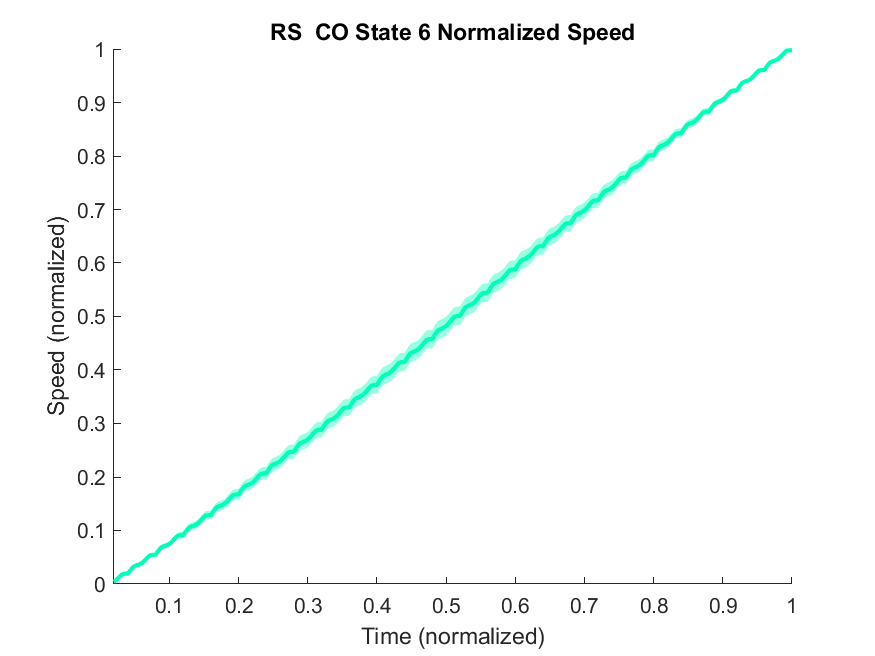 RS  CO State 6 Normalized Speed
1
0.9
0.8
0.7
0.6
0.5
0.4
0.3
0.2
0.1
0
Speed (normalized)
0.1 0.2 0.3 0.4 0.5 0.6 0.7 0.8 0.9 1
Time (normalized)